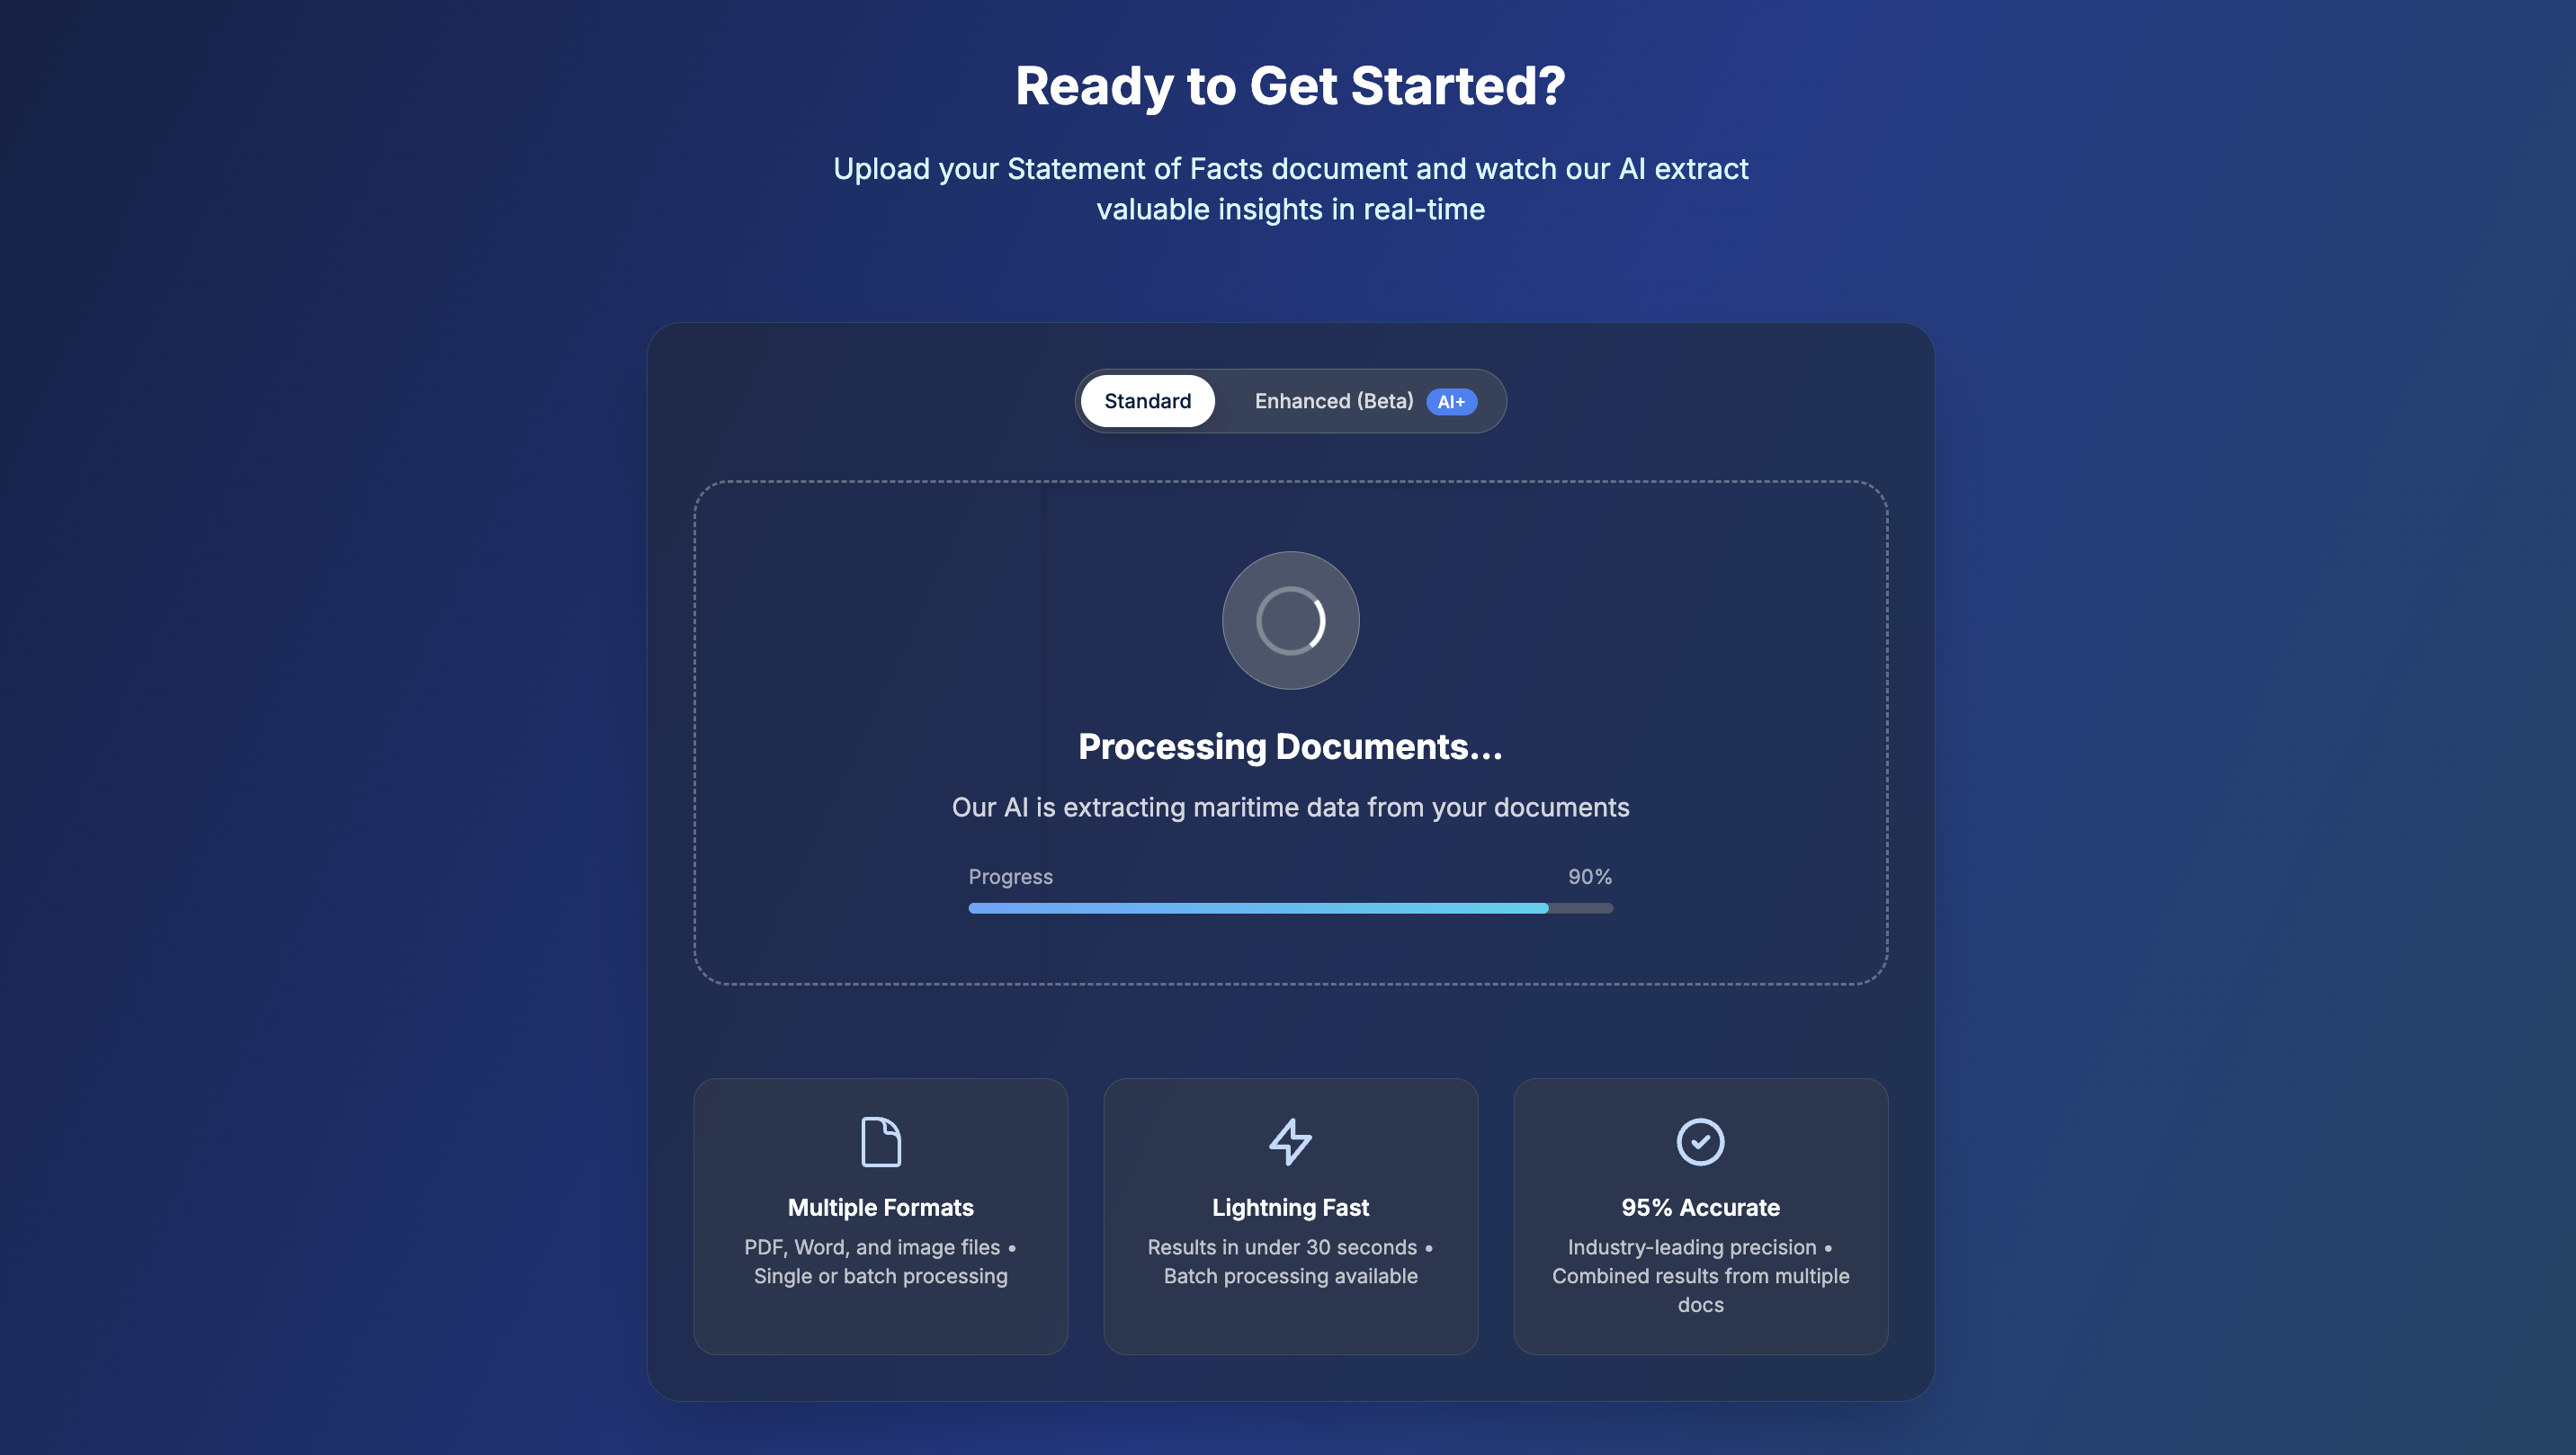 Ready to Get Started?
Upload your Statement of Facts document and watch our AI extract
valuable insights in real-time
Standard
Enhanced (Beta) AI+
Processing Documents...
Our AI is extracting maritime data from your documents
Progress 90%
Multiple Formats
PDF, Word, and image files •
Single or batch processing
Lightning Fast
Results in under 30 seconds •
Batch processing available
95% Accurate
Industry-leading precision •
Combined results from multiple
docs